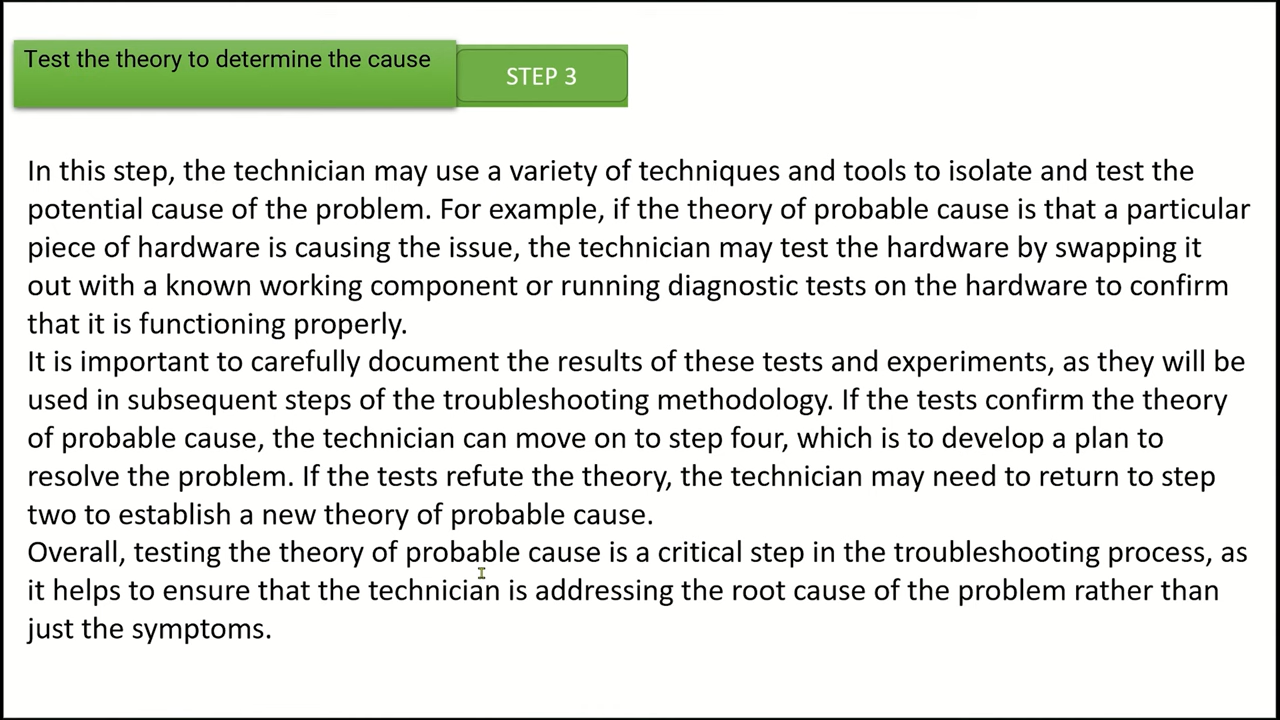 Test the theory to determine the cause
STEP 3
In this step, the technician may use a variety of techniques and tools to isolate and test the
potential cause of the problem. For example, if the theory of probable cause is that a particular
piece of hardware is causing the issue, the technician may test the hardware by swapping it
out with a known working component or running diagnostic tests on the hardware to confirm
that it is functioning properly.
It is important to carefully document the results of these tests and experiments, as they will be
used in subsequent steps of the troubleshooting methodology. If the tests confirm the theory
of probable cause, the technician can move on to step four, which is to develop a plan to
resolve the problem. If the tests refute the theory, the technician may need to return to step
two to establish a new theory of probable cause.
Overall, testing the theory of probable cause is a critical step in the troubleshooting process, as
it helps to ensure that the technician is addressing the root cause of the problem rather than
just the symptoms.